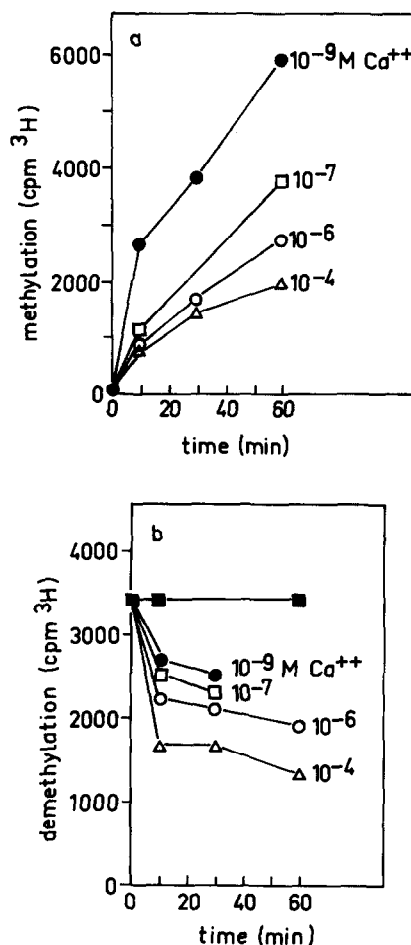 a
6000
4000
2000
0
methylation (cpm ³H)
10⁻⁹M Ca⁺⁺
10⁻⁷
10⁻⁶
10⁻⁴
0 20 40 60
time (min)
b
4000
3000
2000
1000
0
demethylation (cpm ³H)
10⁻⁹ M Ca⁺⁺
10⁻⁷
10⁻⁶
10⁻⁴
0 20 40 60
time (min)